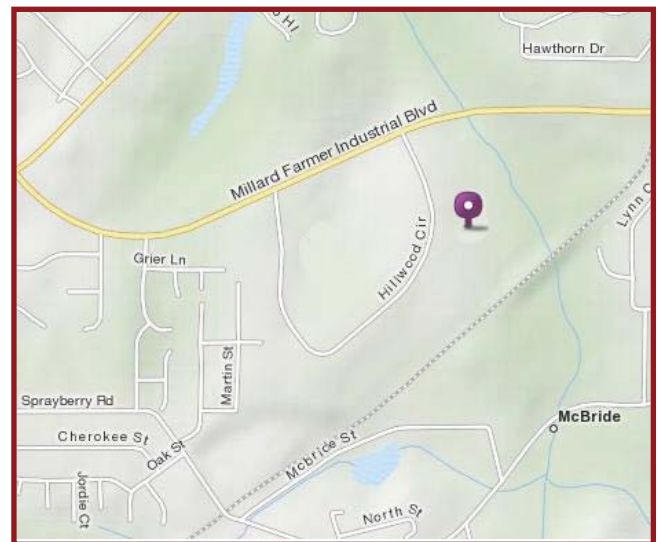 Hawthorn Dr
Millard Farmer Industrial Blvd
Lynn
Hillwood Cir
Grier Ln
Martin St
Sprayberry Rd
McBride
Cherokee St
Oak St
Mcbride St
Jordie Ct
North St